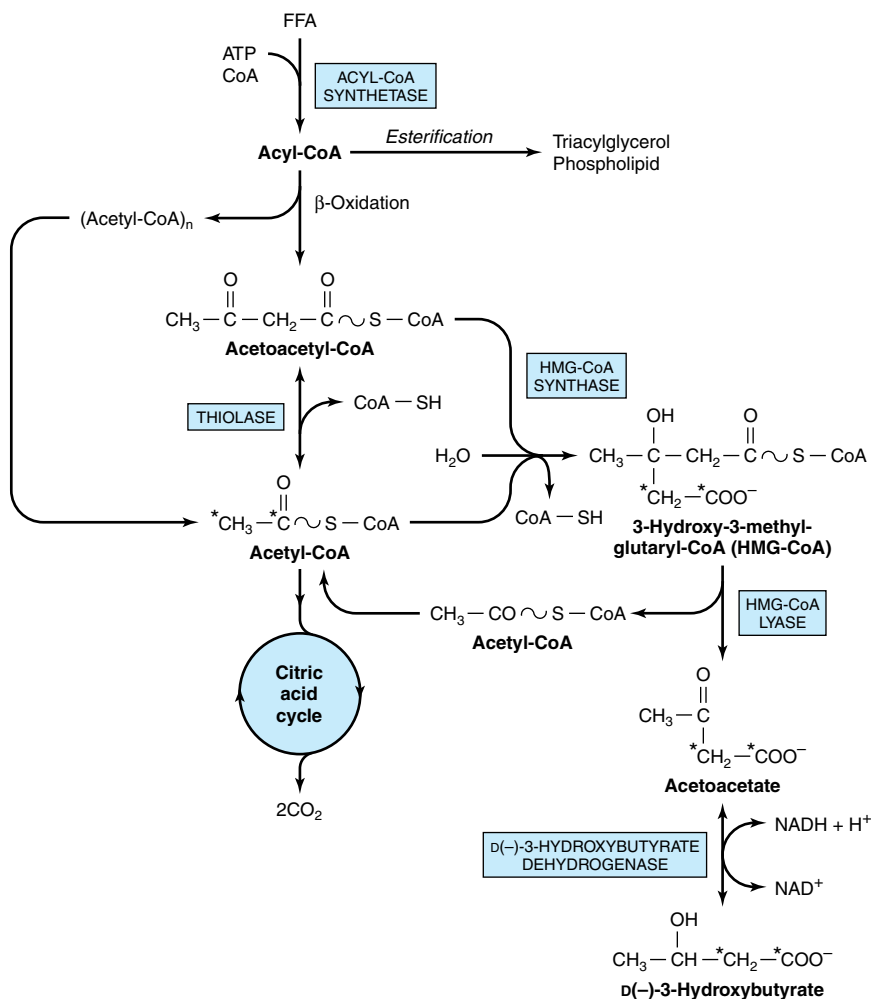 FFA
ATP
CoA
ACYL-CoA
SYNTHETASE
Acyl-CoA
Esterification
Triacylglycerol
Phospholipid
(Acetyl-CoA)n
β-Oxidation
O O
CH3 — C — CH2 — C ~ S — CoA
Acetoacetyl-CoA
HMG-CoA
SYNTHASE
THIOLASE
CoA — SH
OH O
H2O
CH3 — C — CH2 — C ~ S — CoA
*CH2 — *COO−
O
*CH3 — *C ~ S — CoA
Acetyl-CoA
CoA — SH
3-Hydroxy-3-methyl-
glutaryl-CoA (HMG-CoA)
CH3 — CO ~ S — CoA
Acetyl-CoA
HMG-CoA
LYASE
Citric
acid
cycle
2CO2
O
CH3 — C
*CH2 — *COO−
Acetoacetate
D(–)-3-HYDROXYBUTYRATE
DEHYDROGENASE
NADH + H+
NAD+
OH
CH3 — CH — *CH2 — *COO−
D(–)-3-Hydroxybutyrate